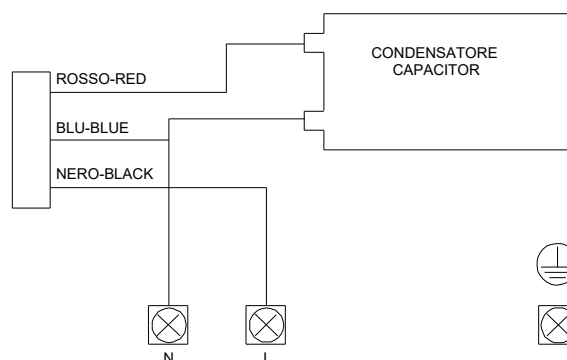 CONDENSATORE
CAPACITOR
ROSSO-RED
BLU-BLUE
NERO-BLACK
N
L